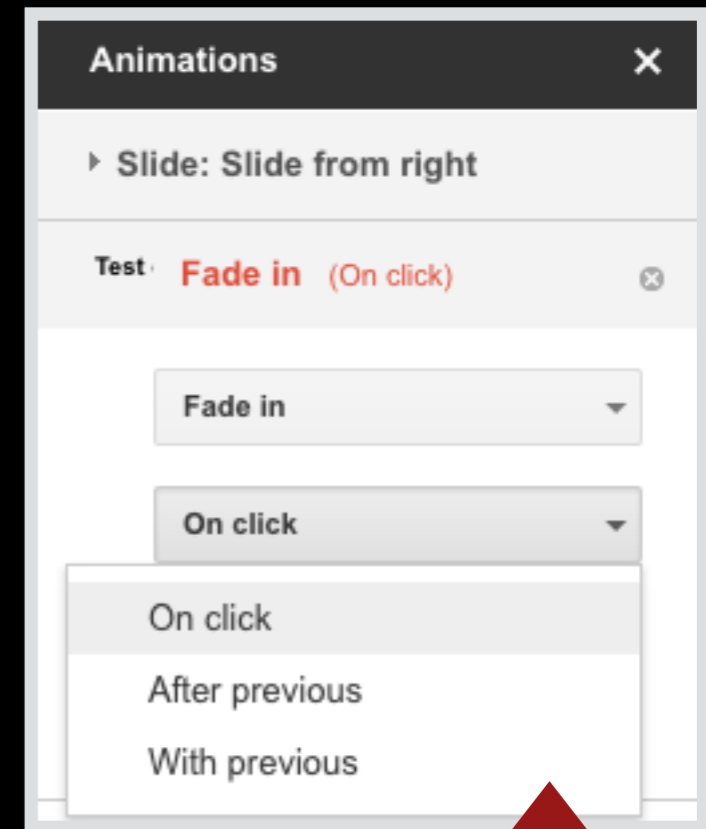 Animations
Slide: Slide from right
Test Fade in (On click)
Fade in
On click
On click
After previous
With previous